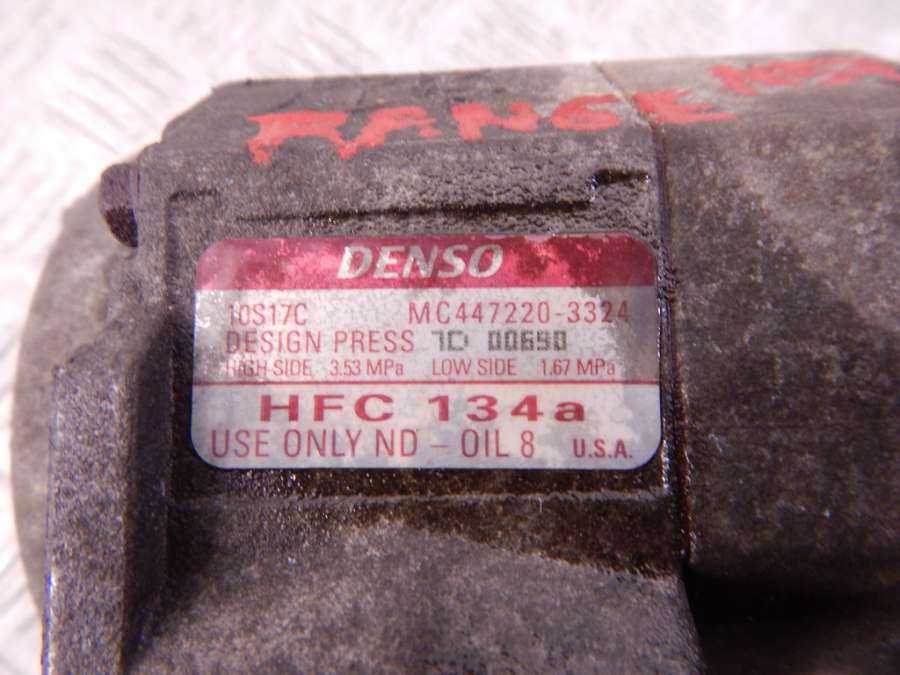 RANGE
DENSO
10S17C MC447220-3324
DESIGN PRESS 7D 00690
HIGH SIDE 3.53 MPa LOW SIDE 1.67 MPa
HFC 134a
USE ONLY ND-OIL 8 U.S.A.